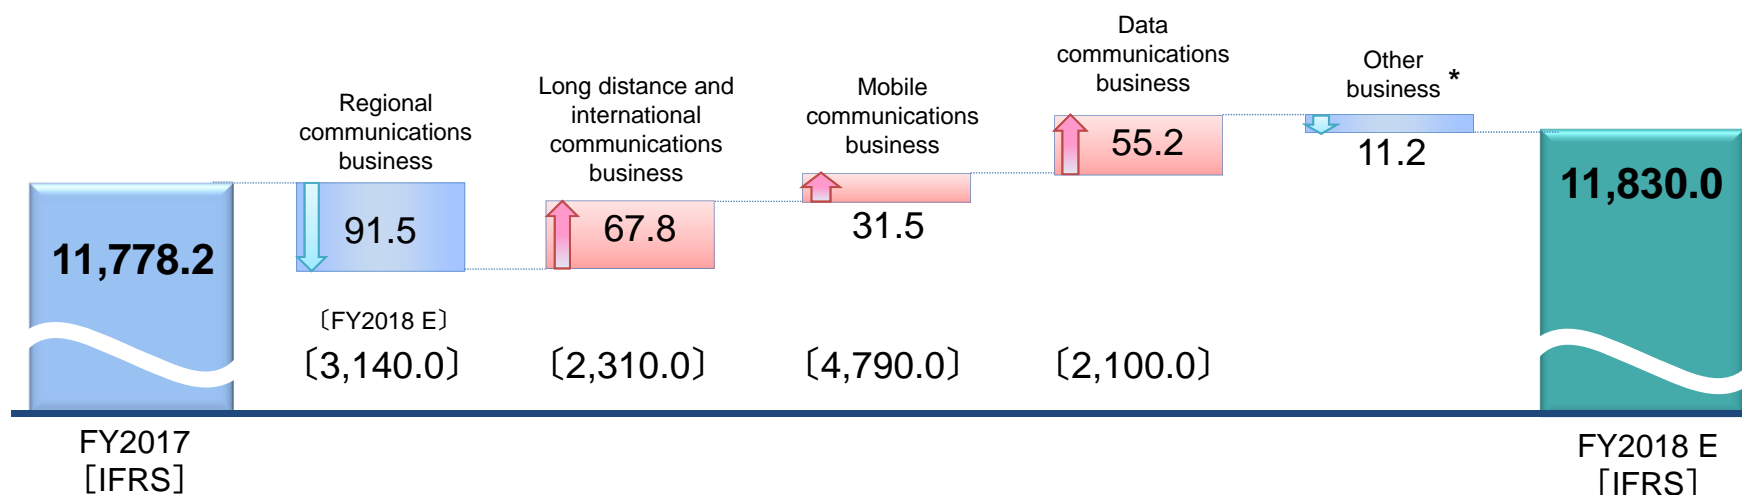 Regional
communications
business
Long distance and
international
communications
business
Mobile
communications
business
Data
communications
business
Other
business *
11,778.2
91.5
67.8
31.5
55.2
11.2
11,830.0
〔FY2018 E〕
〔3,140.0〕
〔2,310.0〕
〔4,790.0〕
〔2,100.0〕
FY2017
［IFRS］
FY2018 E
［IFRS］